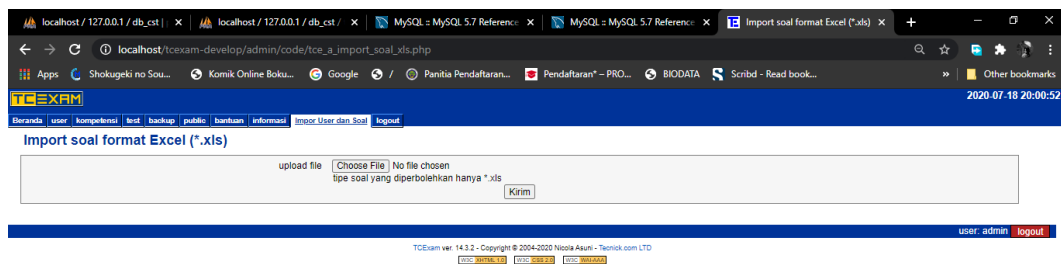 localhost / 127.0.0.1 / db_cst | localhost / 127.0.0.1 / db_cst / MySQL :: MySQL 5.7 Reference MySQL :: MySQL 5.7 Reference Import soal format Excel (*.xls)
localhost/tcexam-develop/admin/code/tce_a_import_soal_xls.php
Apps Shokugeki no Sou... Komik Online Boku... Google / Panitia Pendaftaran... Pendaftaran* – PRO... BIODATA Scribd - Read book... » Other bookmarks
TCEXAM 2020-07-18 20:00:52
Beranda user kompetensi test backup public bantuan informasi Impor User dan Soal logout
Import soal format Excel (*.xls)
upload file Choose File No file chosen
tipe soal yang diperbolehkan hanya *.xls
Kirim
user: admin logout
TCExam ver. 14.3.2 - Copyright © 2004-2020 Nicola Asuni - Tecnick.com LTD
W3C XHTML 1.0 W3C CSS 2.0 W3C WAI-AAA